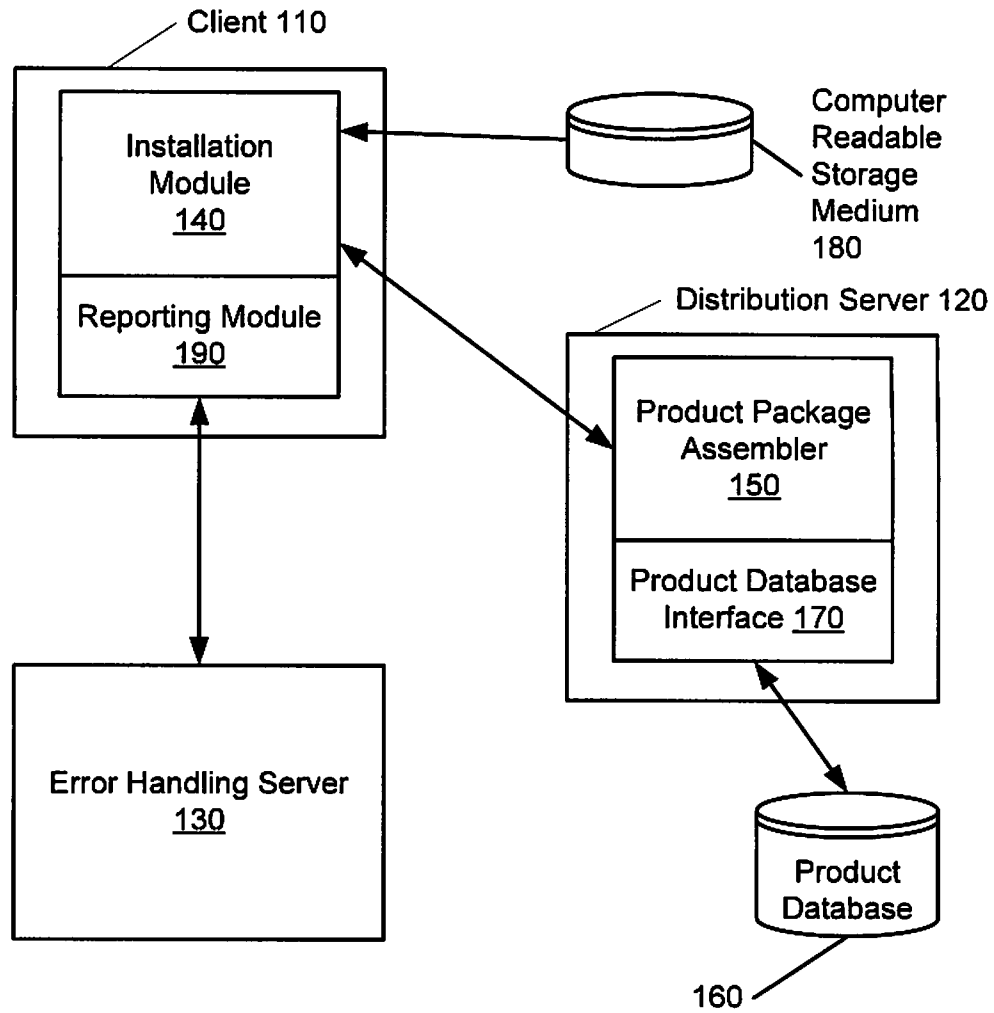 Client 110
Installation
Module
140
Reporting Module
190
Computer
Readable
Storage
Medium
180
Distribution Server 120
Product Package
Assembler
150
Product Database
Interface 170
Error Handling Server
130
Product
Database
160